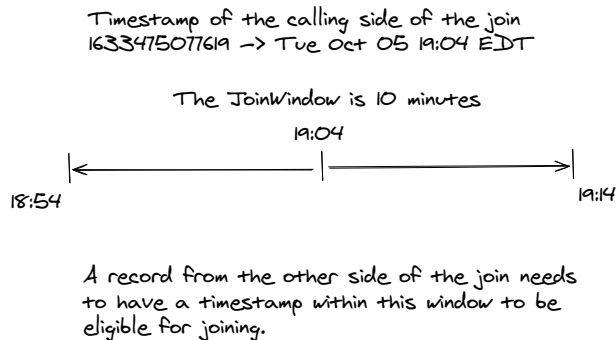 Timestamp of the calling side of the join
1633475077619 -> Tue Oct 05 19:04 EDT
The JoinWindow is 10 minutes
19:04
18:54
19:14
A record from the other side of the join needs
to have a timestamp within this window to be
eligible for joining.